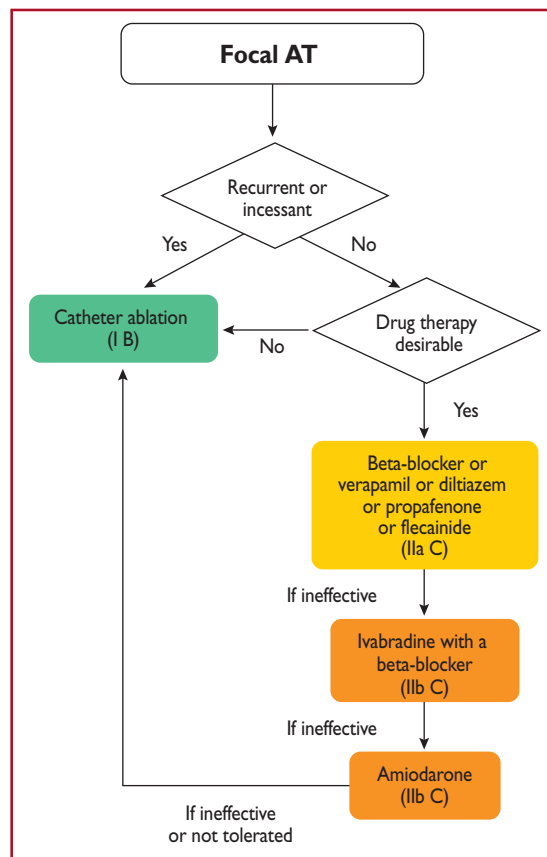 Focal AT
Recurrent or
incessant
Yes
No
Catheter ablation
(I B)
No
Drug therapy
desirable
Yes
Beta-blocker or
verapamil or diltiazem
or propafenone
or flecainide
(IIa C)
If ineffective
Ivabradine with a
beta-blocker
(IIb C)
If ineffective
Amiodarone
(IIb C)
If ineffective
or not tolerated